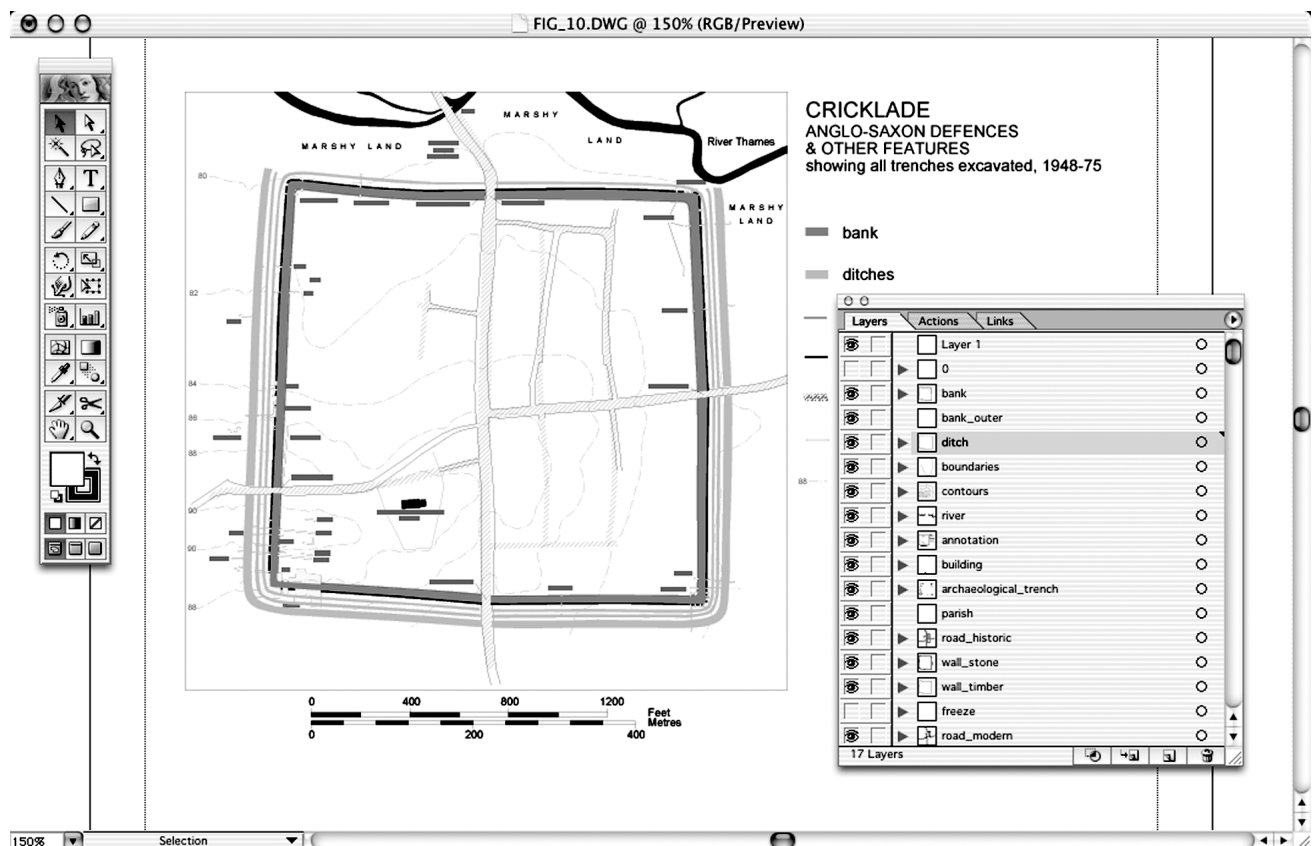 FIG_10.DWG @ 150% (RGB/Preview)
T
MARSHY LAND
MARSHY
LAND
River Thames
MARSHY
LAND
80
82
84
86
88
90
90
88
0 400 800 1200
Feet
Metres
0 200 400
CRICKLADE
ANGLO-SAXON DEFENCES
& OTHER FEATURES
showing all trenches excavated, 1948-75
bank
ditches
88
Layers Actions Links
Layer 1
0
bank
bank_outer
ditch
boundaries
contours
river
annotation
building
archaeological_trench
parish
road_historic
wall_stone
wall_timber
freeze
road_modern
17 Layers
150% Selection